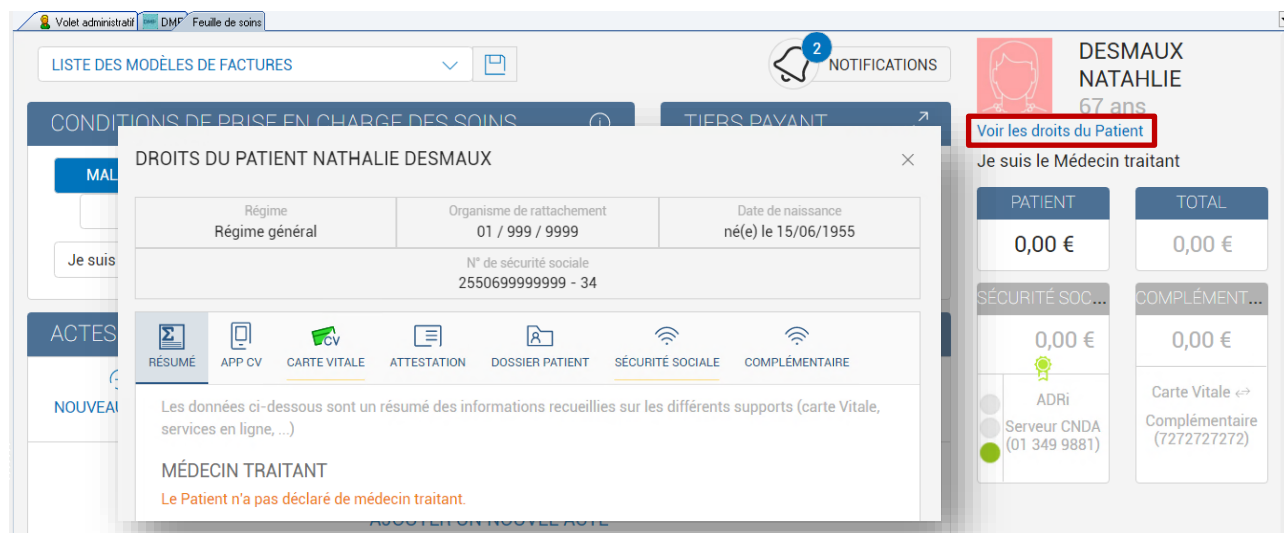 Volet administratif DMP Feuille de soins
LISTE DES MODÈLES DE FACTURES
2
NOTIFICATIONS
CONDITIONS DE PRISE EN CHARGE DES SOINS
TIERS PAYANT
MAL
Je suis
ACTES
NOUVEAU
DROITS DU PATIENT NATHALIE DESMAUX
Régime
Régime général
Organisme de rattachement
01 / 999 / 9999
Date de naissance
né(e) le 15/06/1955
N° de sécurité sociale
2550699999999 - 34
RÉSUMÉ
APP CV
CV
CARTE VITALE
ATTESTATION
DOSSIER PATIENT
SÉCURITÉ SOCIALE
COMPLÉMENTAIRE
Les données ci-dessous sont un résumé des informations recueillies sur les différents supports (carte Vitale,
services en ligne, ...)
MÉDECIN TRAITANT
Le Patient n'a pas déclaré de médecin traitant.
AJOUTER UN NOUVEL ACTE
DESMAUX
NATAHLIE
67 ans
Voir les droits du Patient
Je suis le Médecin traitant
PATIENT
0,00 €
TOTAL
0,00 €
SÉCURITÉ SOC...
0,00 €
ADRi
Serveur CNDA
(01 349 9881)
COMPLÉMENT...
0,00 €
Carte Vitale
Complémentaire
(7272727272)